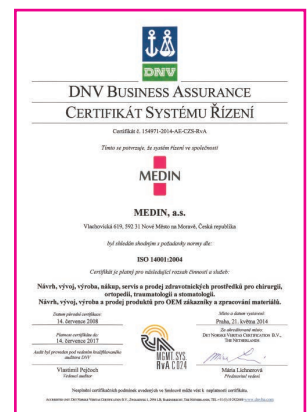 DNV
DNV BUSINESS ASSURANCE
CERTIFIKÁT SYSTÉMU ŘÍZENÍ
Certifikát č. 154971-2014-AE-CZS-RvA
Tímto se potvrzuje, že systém řízení ve společnosti
MEDIN
MEDIN, a.s.
Vlachovická 619, 592 31 Nové Město na Moravě, Česká republika
byl shledán shodným s požadavky normy dle:
ISO 14001:2004
Certifikát je platný pro následující rozsah činností a služeb:
Návrh, vývoj, výroba, nákup, servis a prodej zdravotnických prostředků pro chirurgii,
ortopedii, traumatologii a stomatologii.
Návrh, vývoj, výroba a prodej produktů pro OEM zákazníky a zpracování materiálů.
Datum původní certifikace:
14. července 2008
Platnost certifikátu do:
14. července 2017
Audit byl proveden pod vedením kvalifikovaného
auditora DNV
Vlastimil Pejčoch
Vedoucí auditor
MGMT. SYS.
RvA C 024
Místo a datum vystavení:
Praha, 21. května 2014
Za akreditované místo:
DET NORSKE VERITAS CERTIFICATION B.V.,
THE NETHERLANDS
Mária Lichnerová